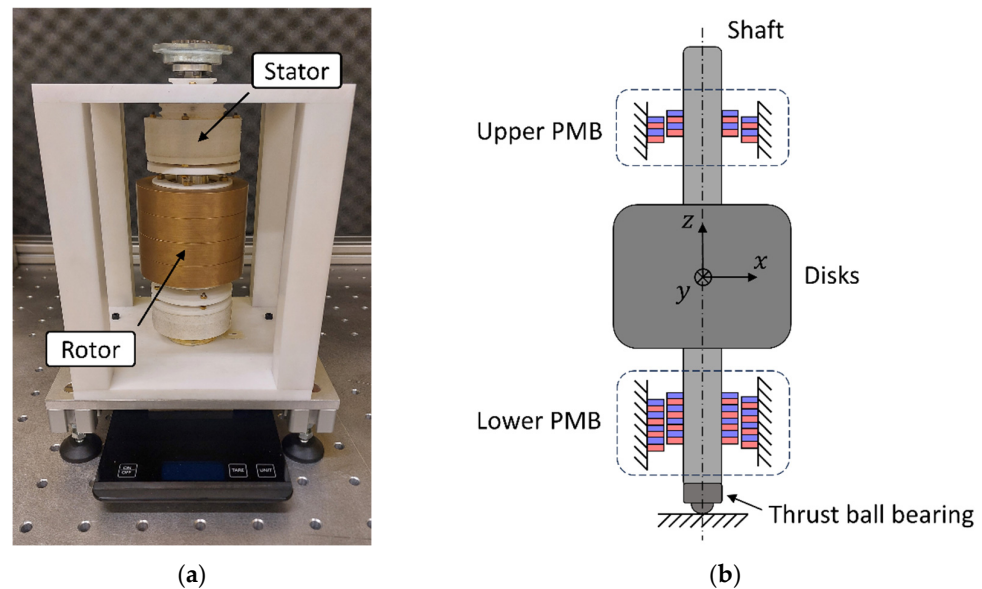 Stator
Rotor
ON
OFF
TARE
UNIT
(a)
Shaft
Upper PMB
z
x
y
Disks
Lower PMB
Thrust ball bearing
(b)